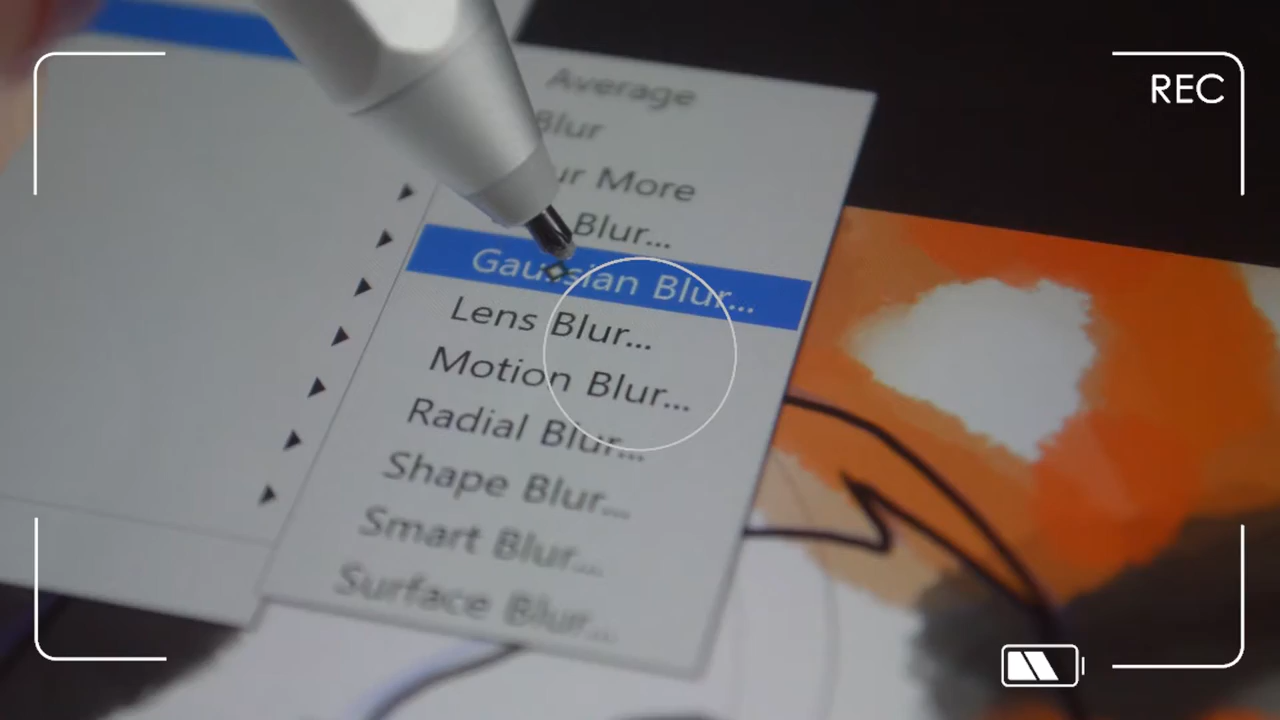 REC
Average
Blur
ur More
Blur...
Gaussian Blur...
Lens Blur...
Motion Blur...
Radial Blur...
Shape Blur...
Smart Blur...
Surface Blur...